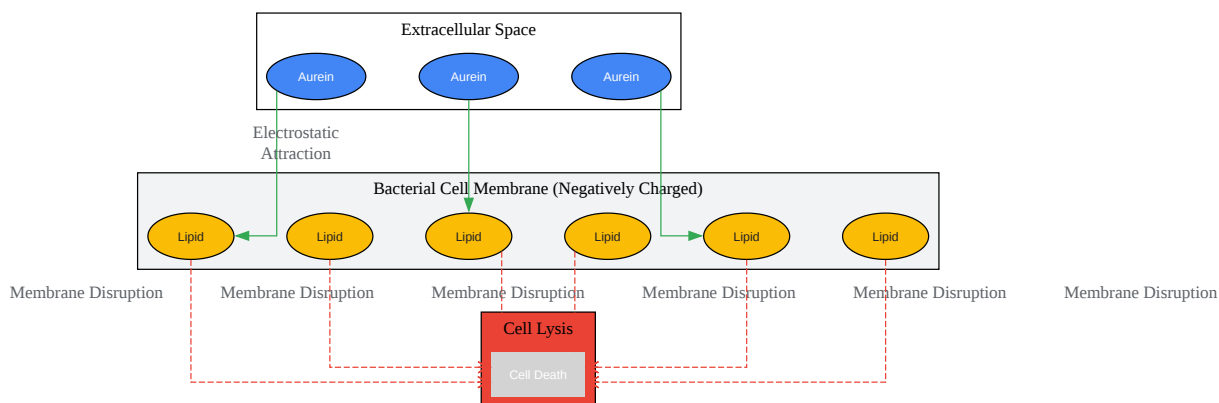 Extracellular Space
Aurein Aurein Aurein
Electrostatic
Attraction
Bacterial Cell Membrane (Negatively Charged)
Lipid Lipid Lipid Lipid Lipid Lipid
Membrane Disruption Membrane Disruption Membrane Disruption Membrane Disruption Membrane Disruption Membrane Disruption
Cell Lysis
Cell Death